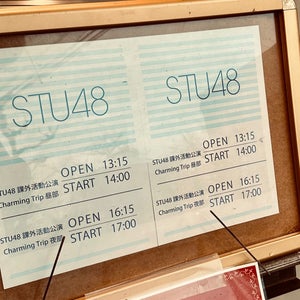 STU48
STU48 課外活動公演
Charming Trip 昼部
OPEN 13:15
START 14:00
STU48 課外活動公演
Charming Trip 夜部
OPEN 16:15
START 17:00
STU48
STU48 課外活動公演
Charming Trip 昼部
OPEN 13:15
START 14:00
STU48 課外活動公演
Charming Trip 夜部
OPEN 16:15
START 17:00